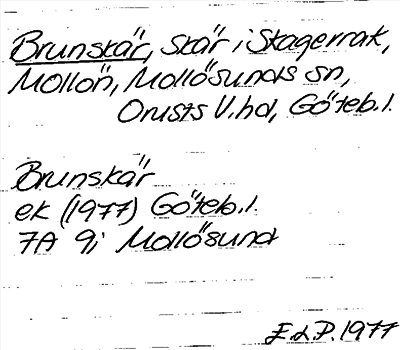 Brunskär, skär i Skagerrak,
Mollön, Mollösunds sn,
Orusts V.hd, Göteb.l.
Brunskär
ek (1977) Göteb.l.
7A 9i Mollösund
E.L.P. 1977